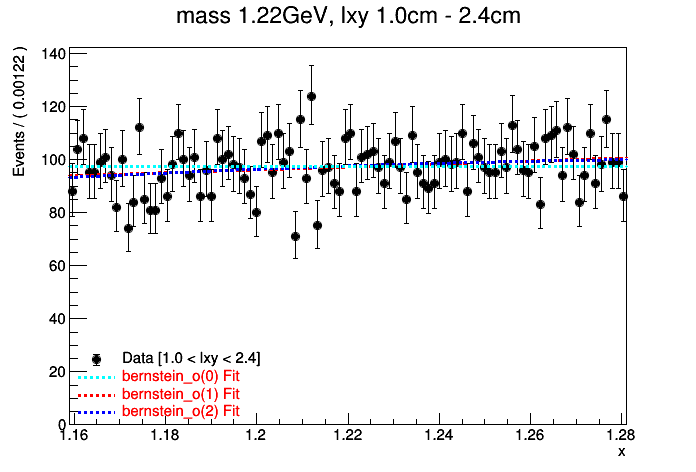 mass 1.22GeV, lxy 1.0cm - 2.4cm
Events / ( 0.00122 )
140
120
100
80
60
40
20
0
Data [1.0 < lxy < 2.4]
bernstein_o(0) Fit
bernstein_o(1) Fit
bernstein_o(2) Fit
1.16 1.18 1.2 1.22 1.24 1.26 1.28
x